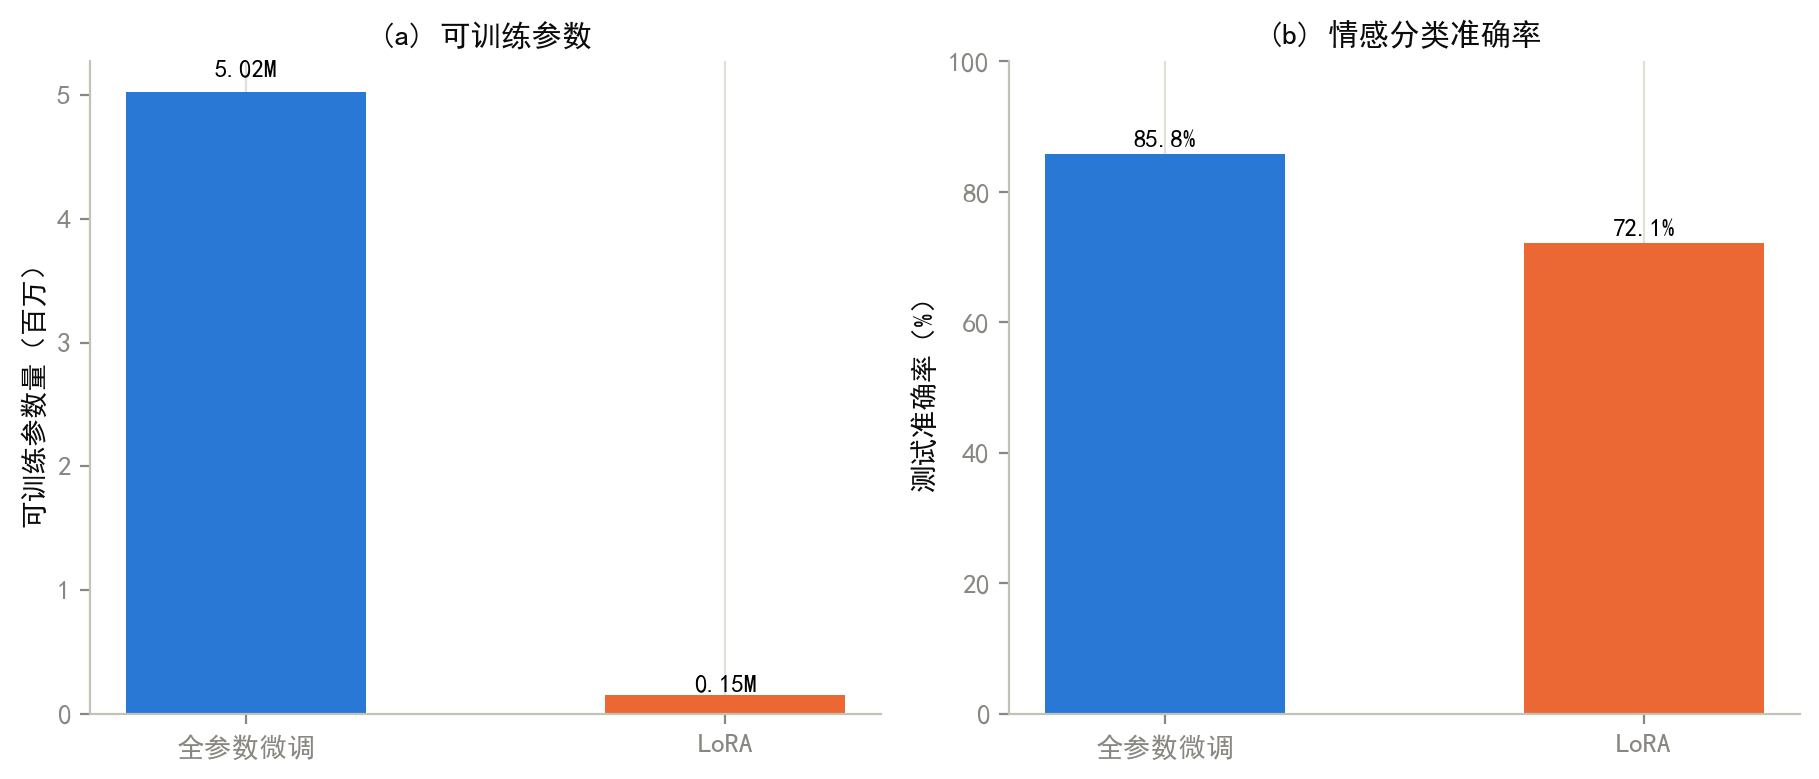 (a) 可训练参数
5.02M
5
4
3
2
1
0
可训练参数量（百万）
0.15M
全参数微调
LoRA
(b) 情感分类准确率
100
80
60
40
20
0
测试准确率（%）
85.8%
72.1%
全参数微调
LoRA